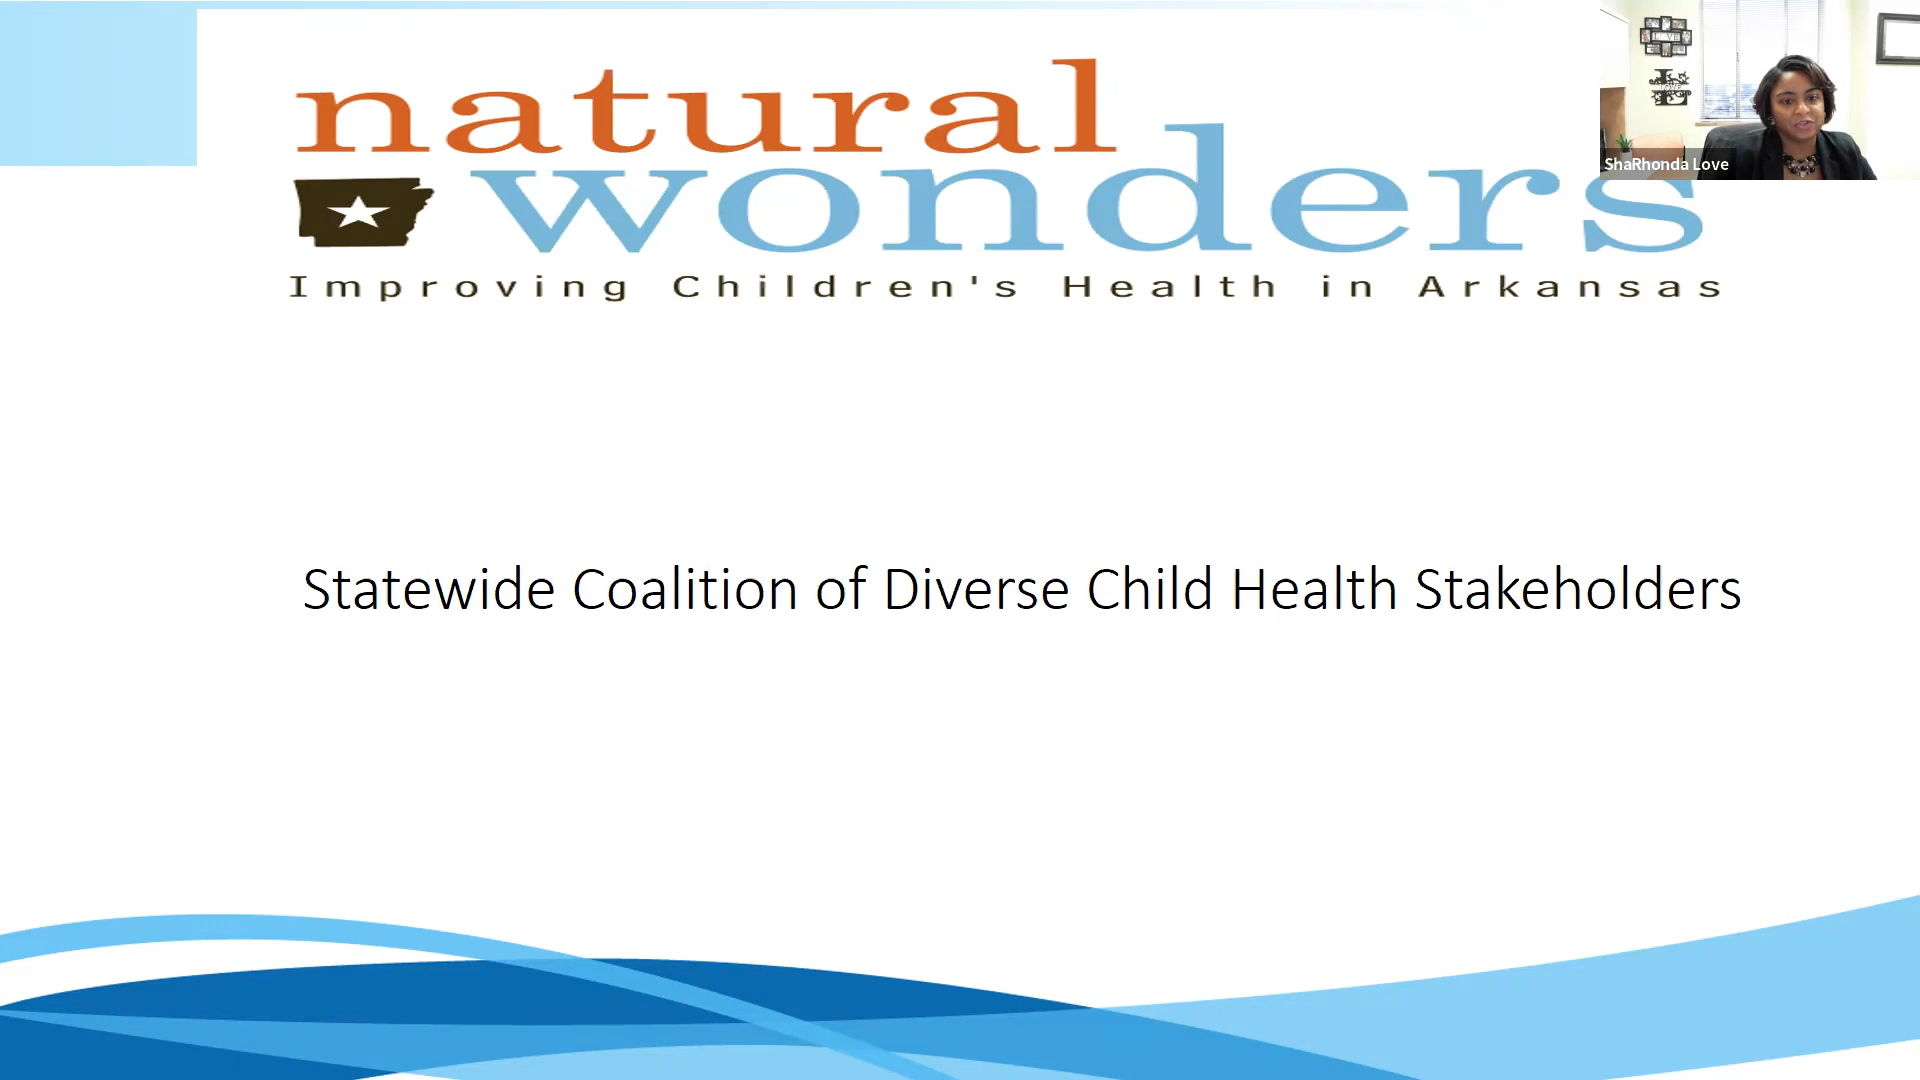 natural
wonders
Improving Children's Health in Arkansas
ShaRhonda Love
Statewide Coalition of Diverse Child Health Stakeholders